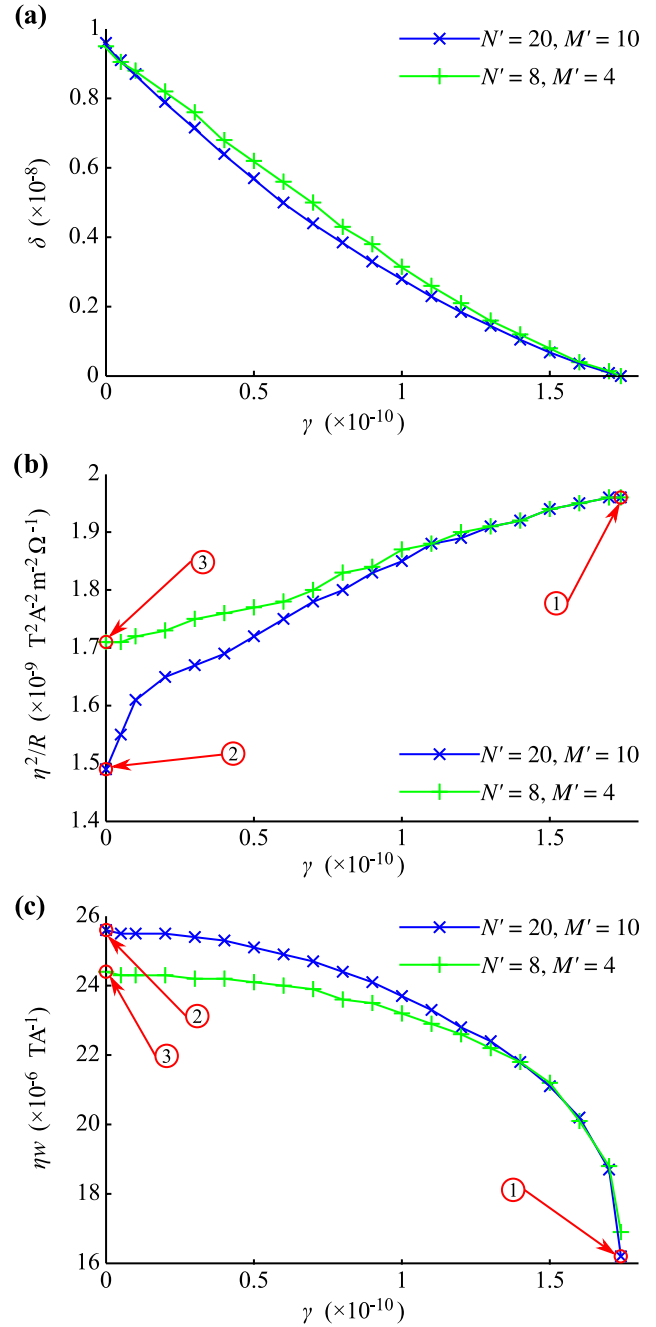 (a)
1
0.8
0.6
0.4
0.2
0
δ (×10⁻⁸)
N′ = 20, M′ = 10
N′ = 8, M′ = 4
0 0.5 1 1.5
γ (×10⁻¹⁰)
(b)
2
1.9
1.8
1.7
1.6
1.5
1.4
η²/R (×10⁻⁹ T²A⁻²m⁻²Ω⁻¹)
3
1
2
N′ = 20, M′ = 10
N′ = 8, M′ = 4
0 0.5 1 1.5
γ (×10⁻¹⁰)
(c)
26
24
22
20
18
16
ηw (×10⁻⁶ TA⁻¹)
N′ = 20, M′ = 10
N′ = 8, M′ = 4
2
3
1
0 0.5 1 1.5
γ (×10⁻¹⁰)